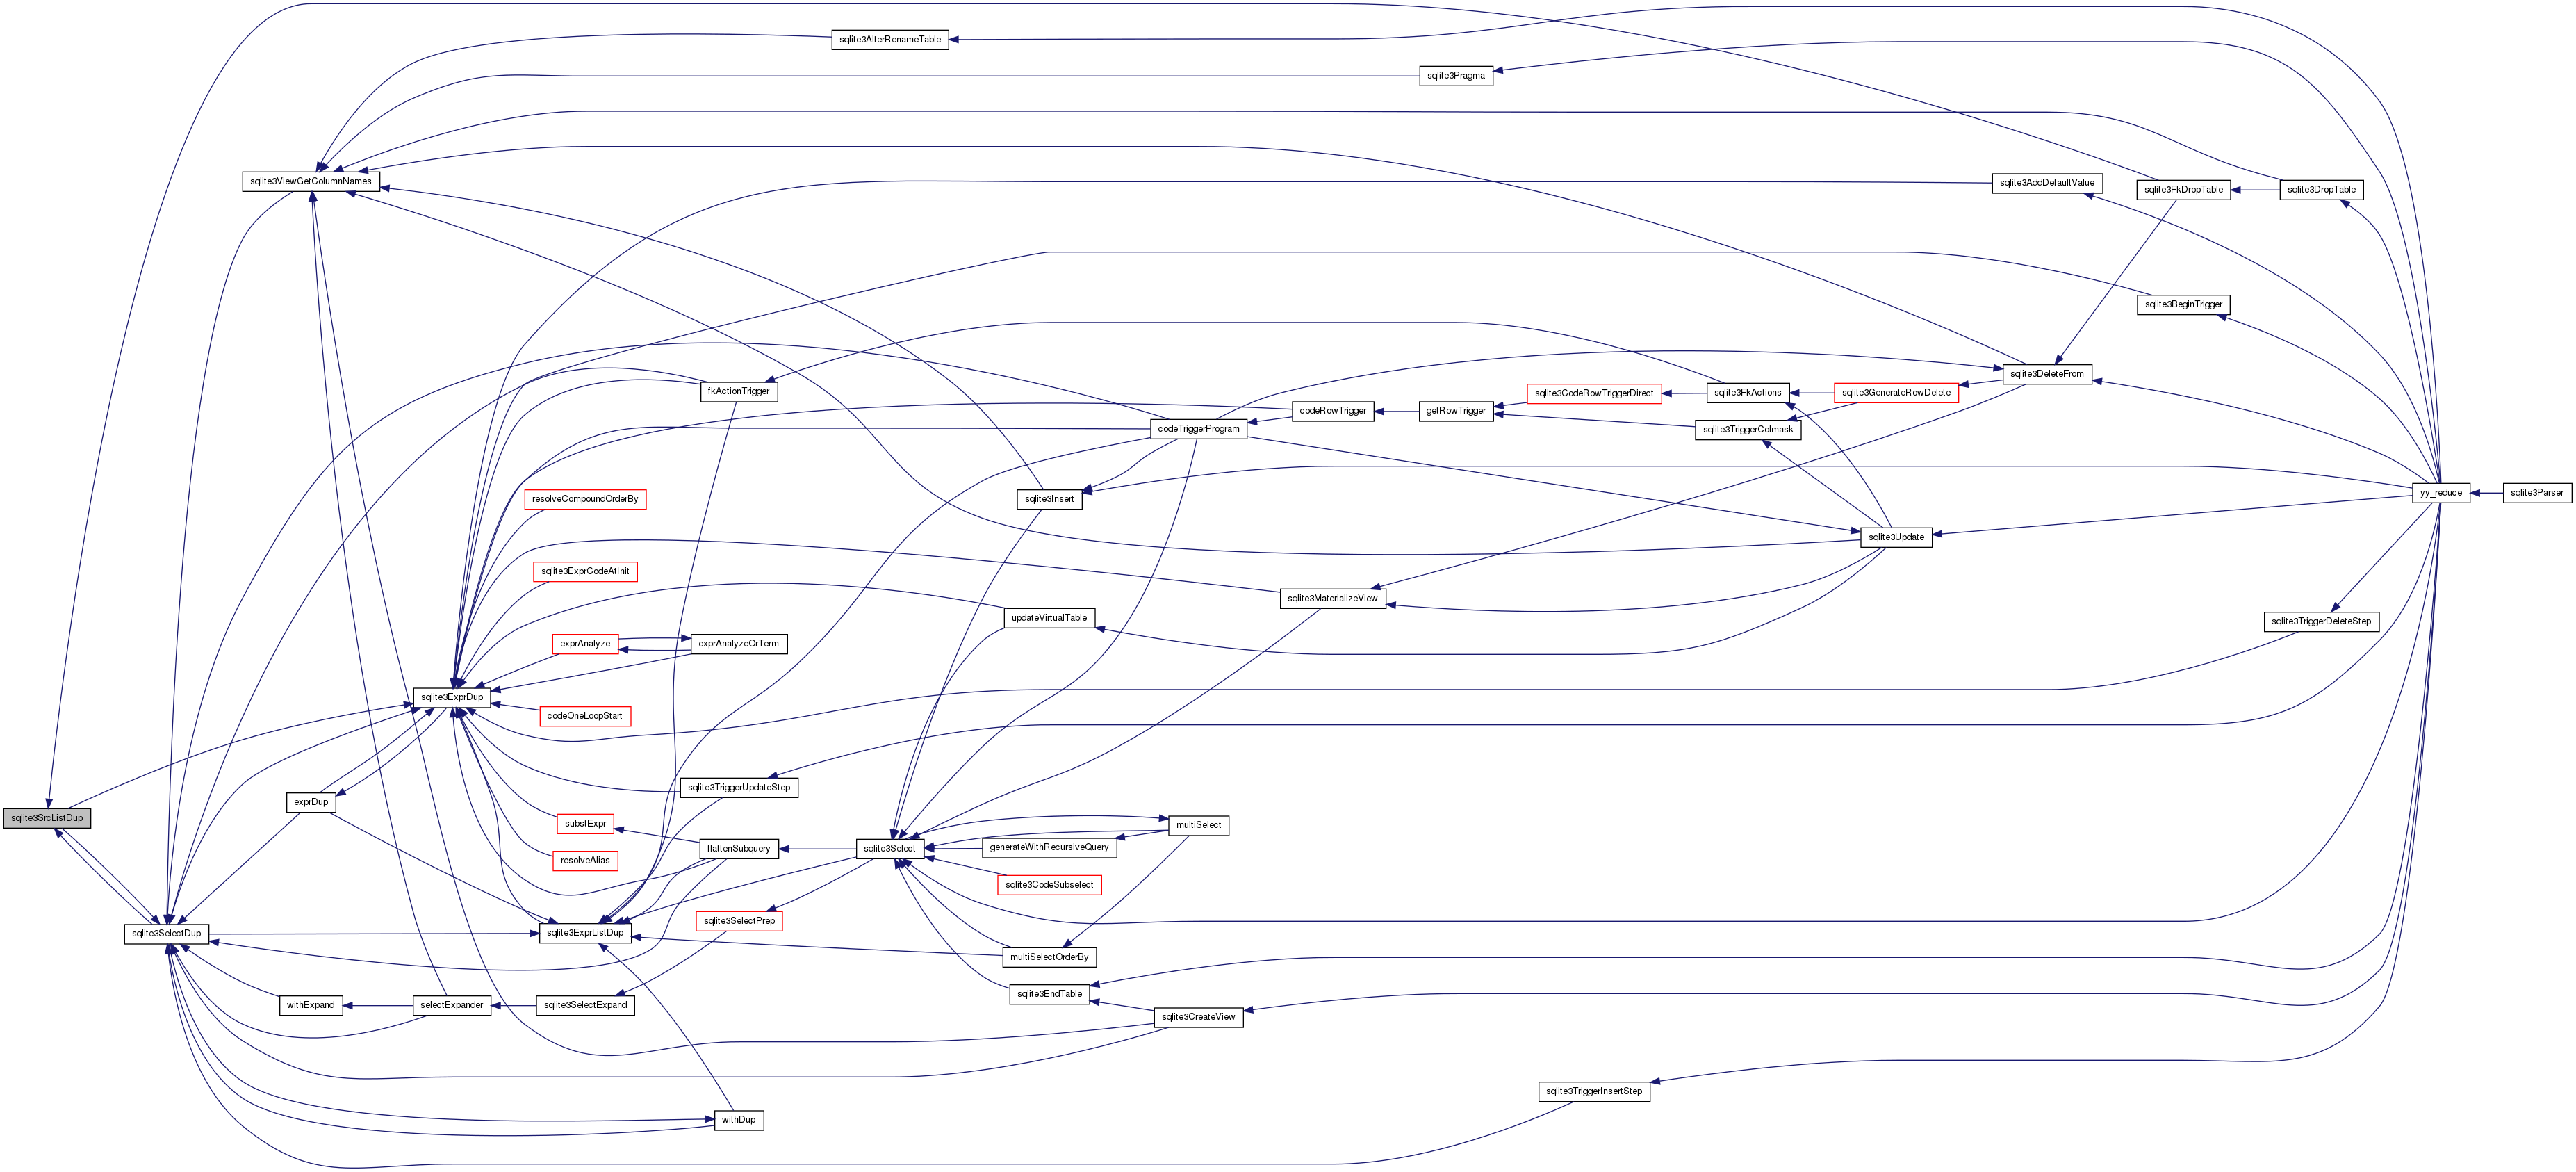 sqlite3AlterRenameTable
sqlite3Pragma
sqlite3ViewGetColumnNames
sqlite3AddDefaultValue
sqlite3FkDropTable
sqlite3DropTable
sqlite3BeginTrigger
sqlite3DeleteFrom
fkActionTrigger
sqlite3CodeRowTriggerDirect
sqlite3FkActions
sqlite3GenerateRowDelete
codeRowTrigger
getRowTrigger
codeTriggerProgram
sqlite3TriggerColmask
resolveCompoundOrderBy
sqlite3Insert
yy_reduce
sqlite3Parser
sqlite3Update
sqlite3ExprCodeAtInit
sqlite3MaterializeView
updateVirtualTable
sqlite3TriggerDeleteStep
exprAnalyze
exprAnalyzeOrTerm
sqlite3ExprDup
codeOneLoopStart
sqlite3TriggerUpdateStep
exprDup
sqlite3SrcListDup
substExpr
multiSelect
flattenSubquery
sqlite3Select
generateWithRecursiveQuery
resolveAlias
sqlite3CodeSubselect
sqlite3SelectPrep
sqlite3SelectDup
sqlite3ExprListDup
multiSelectOrderBy
sqlite3EndTable
withExpand
selectExpander
sqlite3SelectExpand
sqlite3CreateView
sqlite3TriggerInsertStep
withDup